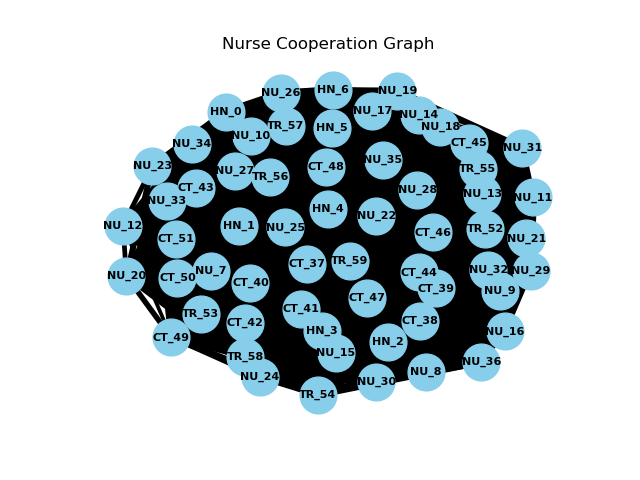 Nurse Cooperation Graph
NU_26
HN_6
NU_19
HN_0
NU_17
NU_14
NU_10
TR_57
HN_5
NU_18
NU_34
CT_45
NU_31
NU_23
NU_27
TR_56
CT_48
NU_35
TR_55
CT_43
NU_33
NU_28
NU_13
NU_11
NU_12
CT_51
HN_1
NU_25
HN_4
NU_22
CT_46
TR_52
NU_21
NU_20
CT_50
NU_7
CT_40
CT_37
TR_59
CT_44
CT_39
NU_32
NU_29
NU_9
CT_49
TR_53
CT_42
CT_41
HN_3
CT_47
CT_38
NU_16
TR_58
NU_15
HN_2
NU_24
TR_54
NU_30
NU_8
NU_36